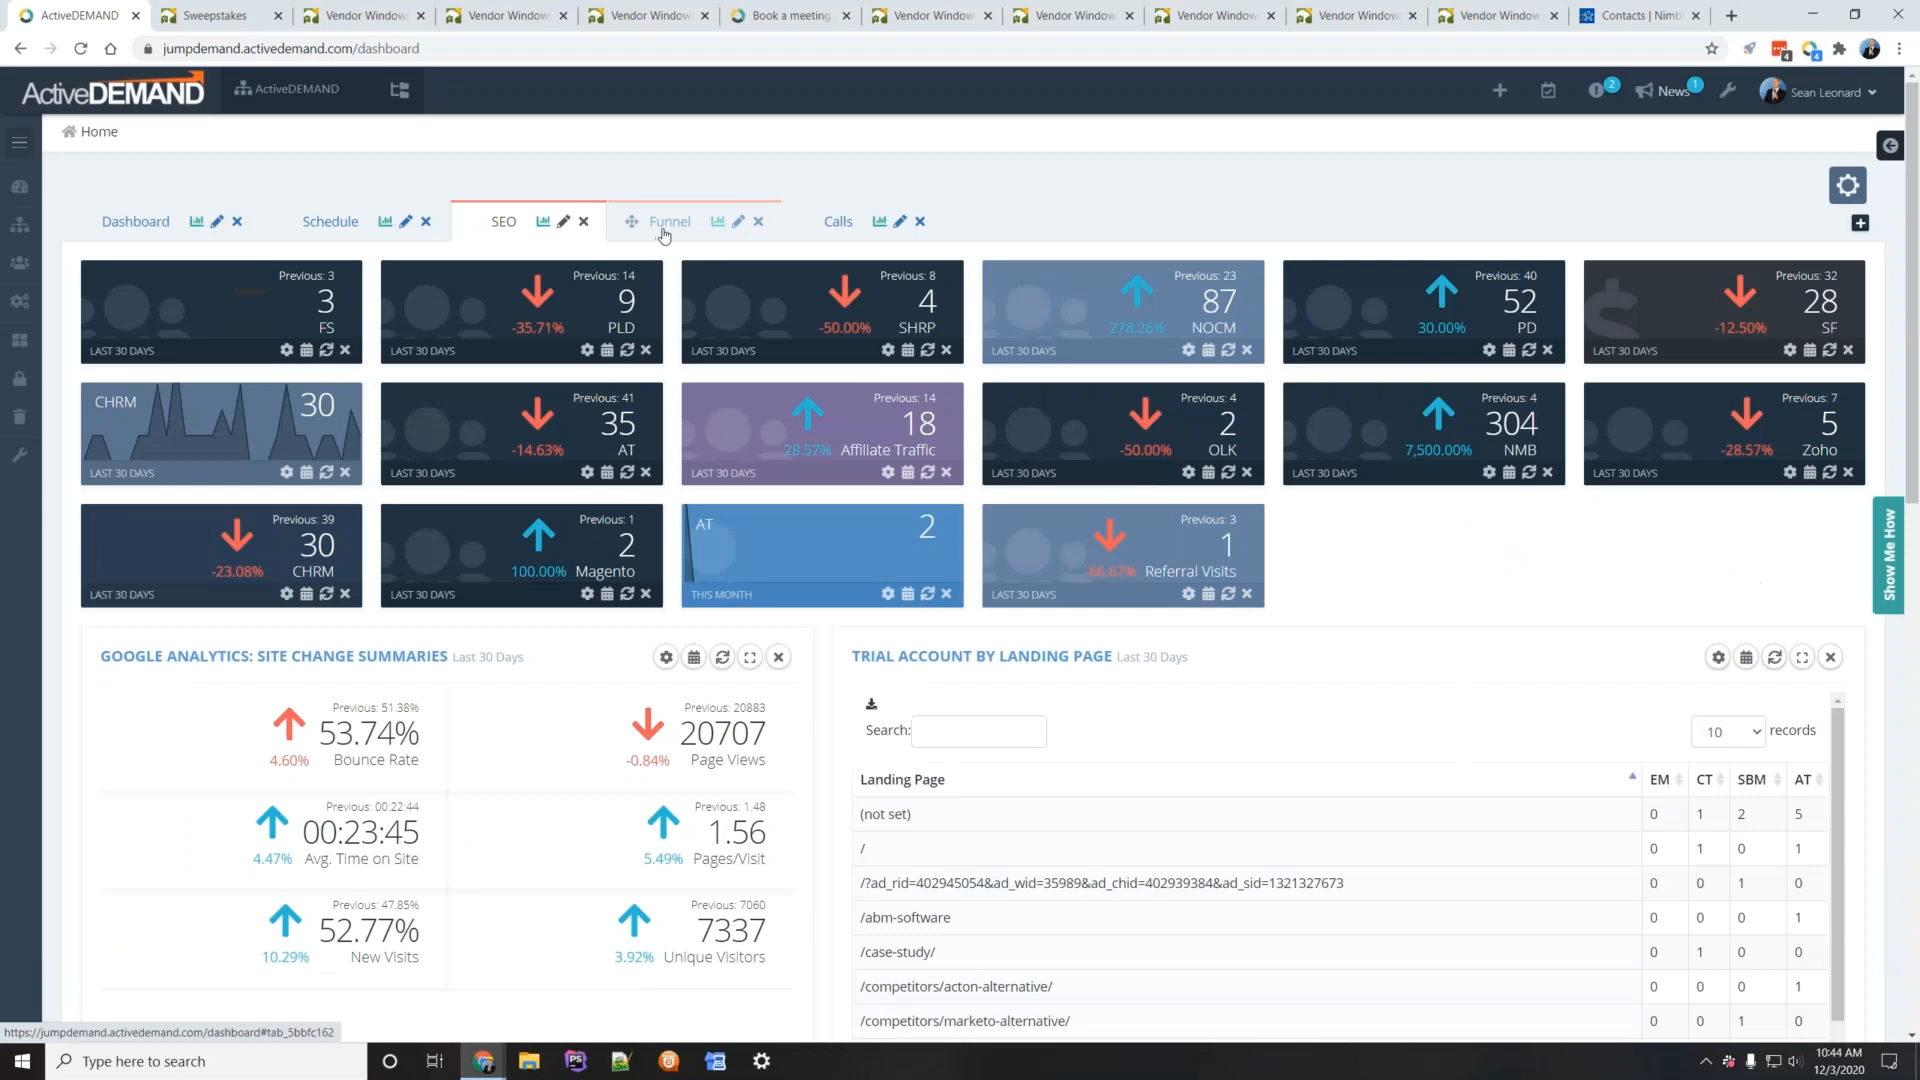 ActiveDEMAND
Sweepstakes
Vendor Window
Vendor Window
Vendor Window
Book a meeting
Vendor Window
Vendor Window
Vendor Window
Vendor Window
Vendor Window
Contacts | Nimb
jumpdemand.activedemand.com/dashboard
4
4
ActiveDEMAND
ActiveDEMAND
2
News
1
Sean Leonard
Home
Dashboard
Schedule
SEO
Funnel
Calls
Previous: 3
3
FS
LAST 30 DAYS
Previous: 14
9
-35.71%
PLD
LAST 30 DAYS
Previous: 8
4
-50.00%
SHRP
LAST 30 DAYS
Previous: 23
87
278.26%
NOCM
LAST 30 DAYS
Previous: 40
52
30.00%
PD
LAST 30 DAYS
Previous: 32
28
-12.50%
SF
LAST 30 DAYS
CHRM
30
LAST 30 DAYS
Previous: 41
35
-14.63%
AT
LAST 30 DAYS
Previous: 14
18
28.57% Affiliate Traffic
LAST 30 DAYS
Previous: 4
2
-50.00%
OLK
LAST 30 DAYS
Previous: 4
304
7,500.00%
NMB
LAST 30 DAYS
Previous: 7
5
-28.57%
Zoho
LAST 30 DAYS
Previous: 39
30
-23.08%
CHRM
LAST 30 DAYS
Previous: 1
2
100.00% Magento
LAST 30 DAYS
AT
2
THIS MONTH
Previous: 3
1
-66.67% Referral Visits
LAST 30 DAYS
Show Me How
GOOGLE ANALYTICS: SITE CHANGE SUMMARIES Last 30 Days
Previous: 51.38%
53.74%
4.60% Bounce Rate
Previous: 20883
20707
-0.84% Page Views
Previous: 00:22:44
00:23:45
4.47% Avg. Time on Site
Previous: 1.48
1.56
5.49% Pages/Visit
Previous: 47.85%
52.77%
10.29% New Visits
Previous: 7060
7337
3.92% Unique Visitors
TRIAL ACCOUNT BY LANDING PAGE Last 30 Days
Search:
10 records
Landing Page EM CT SBM AT
(not set) 0 1 2 5
/ 0 1 0 1
/?ad_rid=402945054&ad_wid=35989&ad_chid=402939384&ad_sid=1321327673 0 0 1 0
/abm-software 0 0 0 1
/case-study/ 0 1 0 0
/competitors/acton-alternative/ 0 0 0 1
/competitors/marketo-alternative/ 0 0 1 0
https://jumpdemand.activedemand.com/dashboard#tab_5bbfc162
Type here to search
PS
10:44 AM
12/3/2020